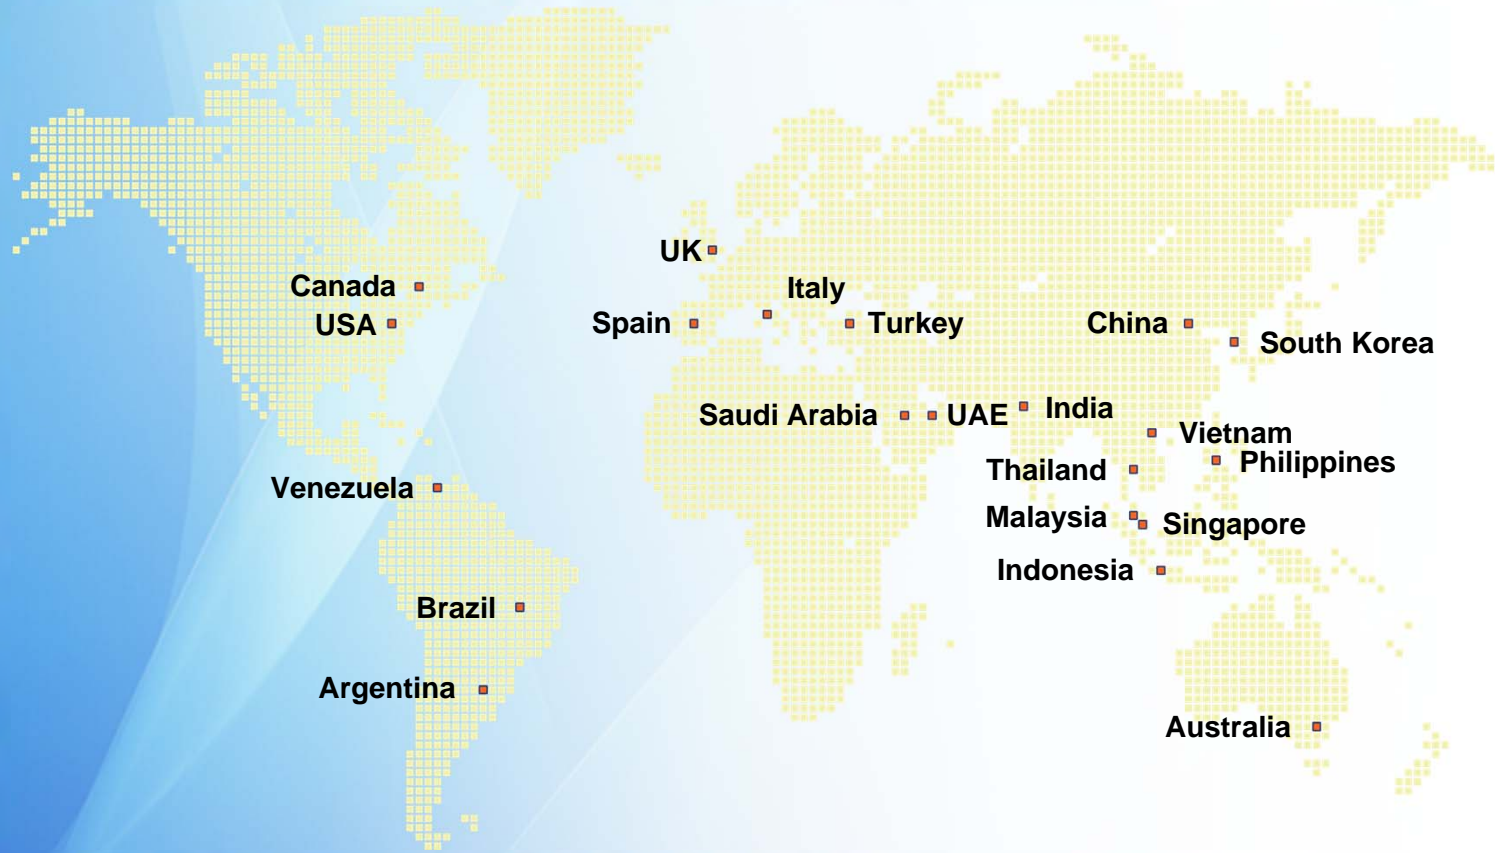 UK
Canada
Italy
USA
Spain
Turkey
China
South Korea
Saudi Arabia
UAE
India
Vietnam
Thailand
Philippines
Venezuela
Malaysia
Singapore
Indonesia
Brazil
Argentina
Australia